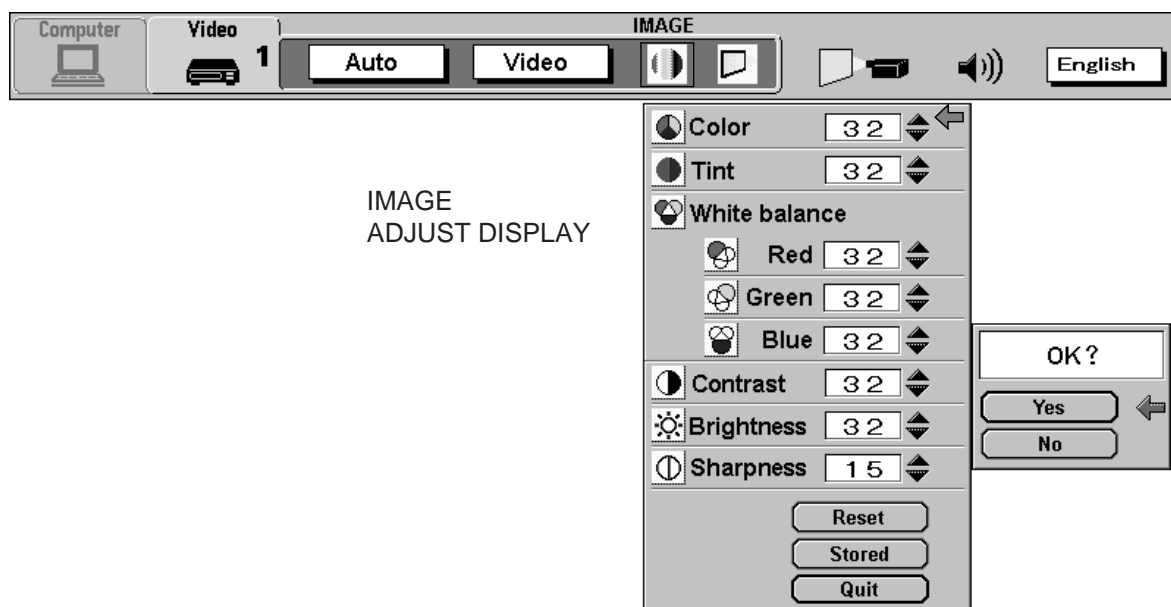 IMAGE
Computer
Video
1
Auto
Video
English
IMAGE
ADJUST DISPLAY
Color 32
Tint 32
White balance
Red 32
Green 32
Blue 32
Contrast 32
Brightness 32
Sharpness 15
Reset
Stored
Quit
OK?
Yes
No